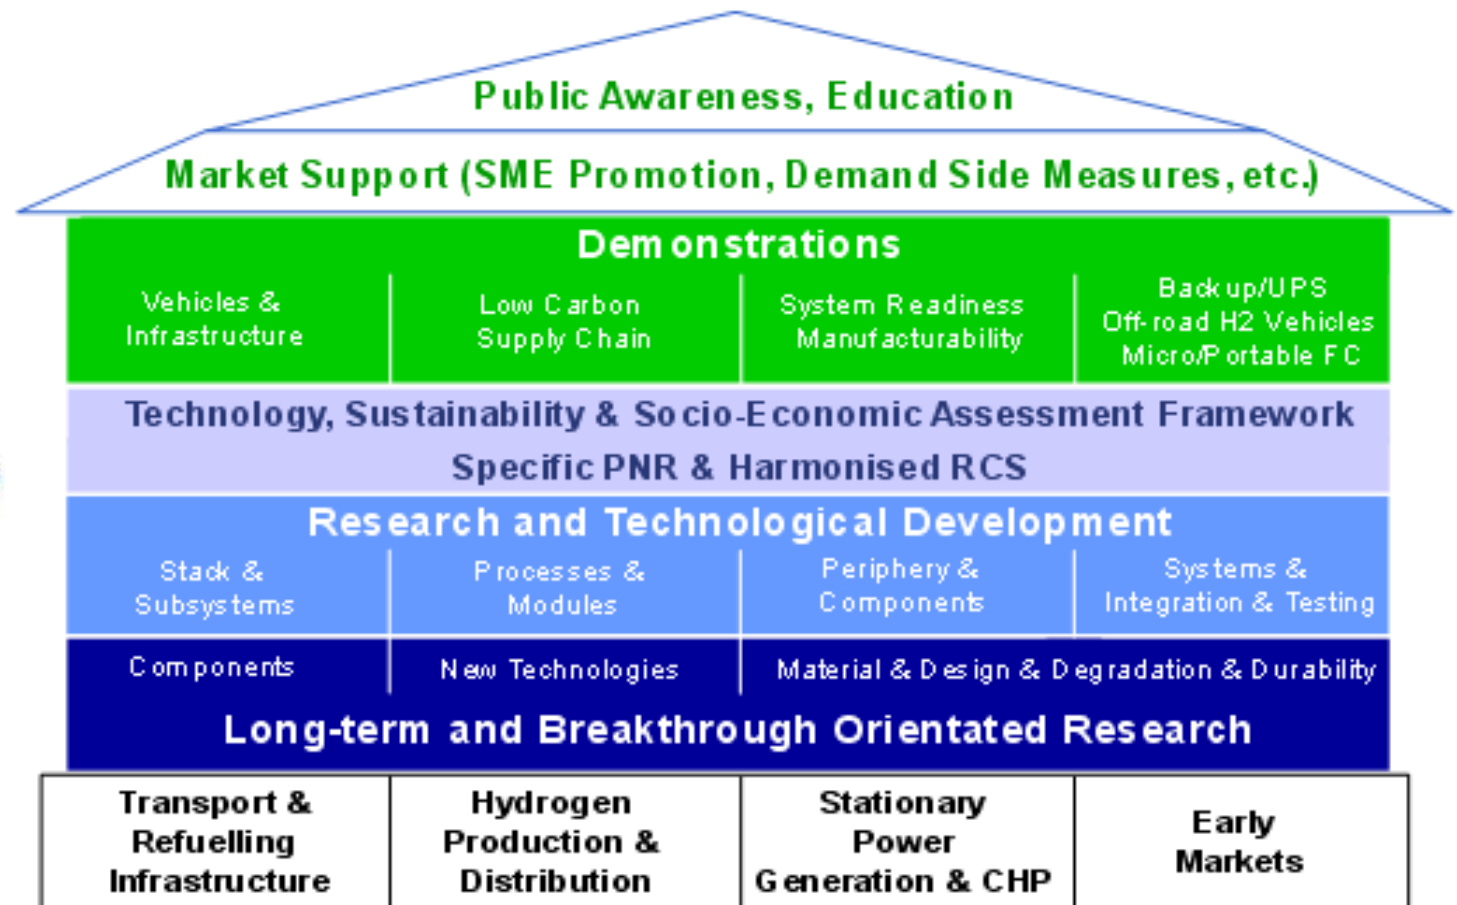 Public Awareness, Education
Market Support (SME Promotion, Demand Side Measures, etc.)
Demonstrations
Vehicles &
Infrastructure
Low Carbon
Supply Chain
System Readiness
Manufacturability
Backup/UPS
Off-road H2 Vehicles
Micro/Portable FC
Technology, Sustainability & Socio-Economic Assessment Framework
Specific PNR & Harmonised RCS
Research and Technological Development
Stack &
Subsystems
Processes &
Modules
Periphery &
Components
Systems &
Integration & Testing
Components
New Technologies
Material & Design & Degradation & Durability
Long-term and Breakthrough Orientated Research
Transport &
Refuelling
Infrastructure
Hydrogen
Production &
Distribution
Stationary
Power
Generation & CHP
Early
Markets